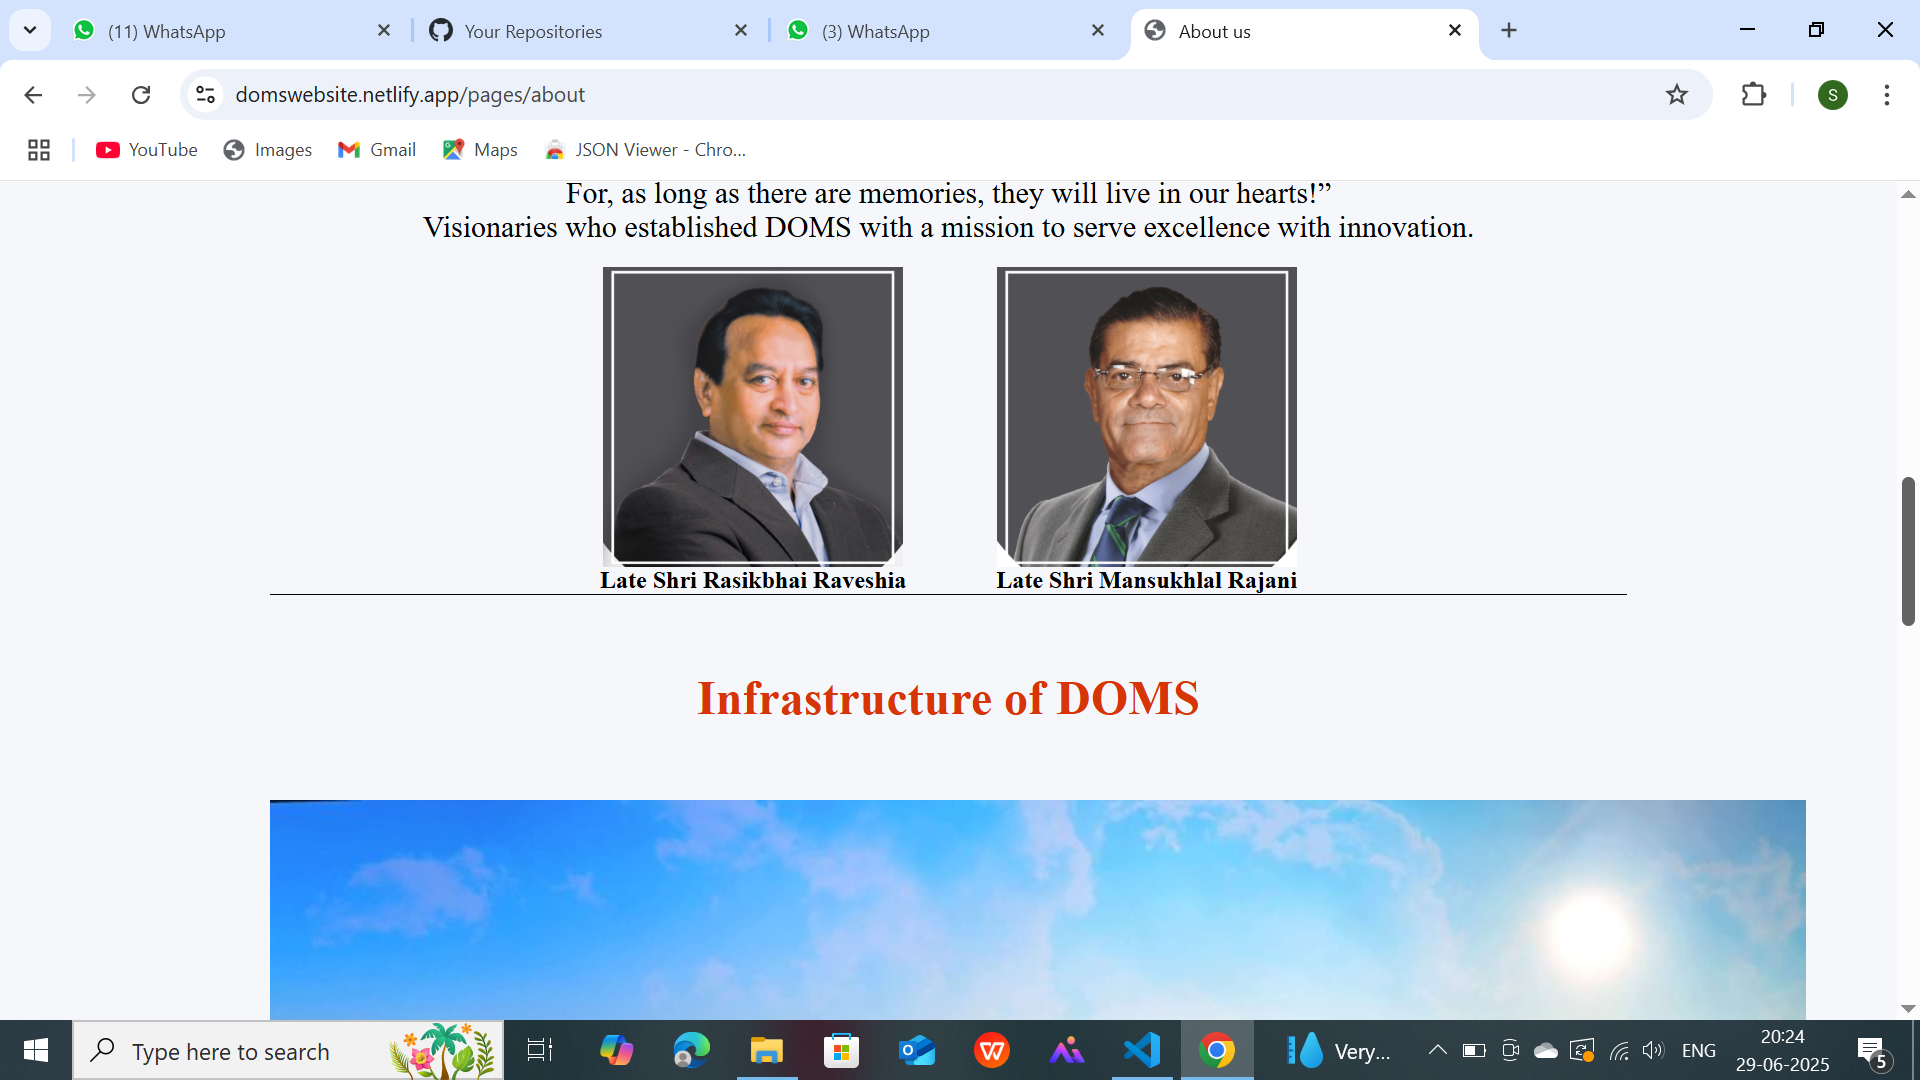 (11) WhatsApp
Your Repositories
(3) WhatsApp
About us
domswebsite.netlify.app/pages/about
S
YouTube
Images
Gmail
Maps
JSON Viewer - Chro...
For, as long as there are memories, they will live in our hearts!”
Visionaries who established DOMS with a mission to serve excellence with innovation.
Late Shri Rasikbhai Raveshia
Late Shri Mansukhlal Rajani
Infrastructure of DOMS
Type here to search
W
Very...
ENG
20:24
29-06-2025
5